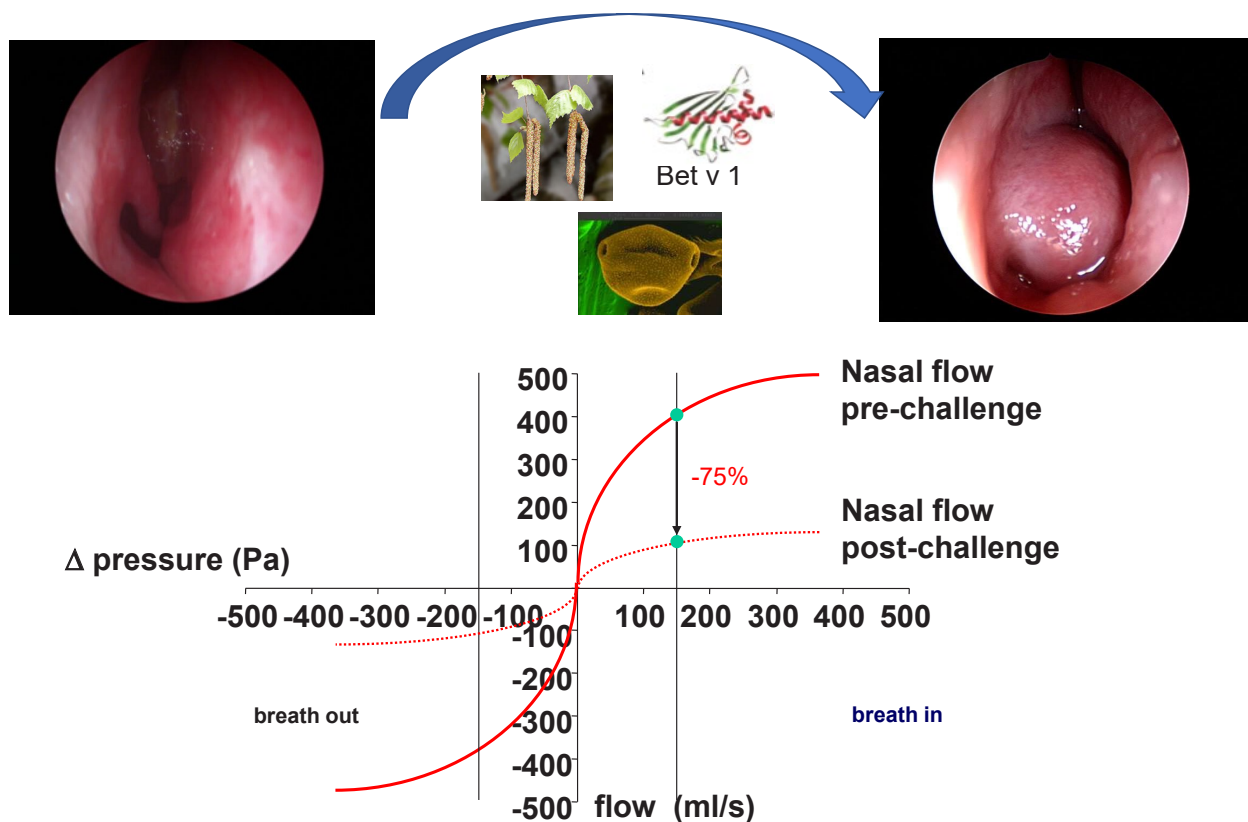 Bet v 1
500
400
300
200
100
-100
-200
-300
-400
-500
Nasal flow
pre-challenge
-75%
Nasal flow
post-challenge
Δ pressure (Pa)
-500 -400 -300 -200 -100 100 200 300 400 500
breath out
breath in
flow (ml/s)